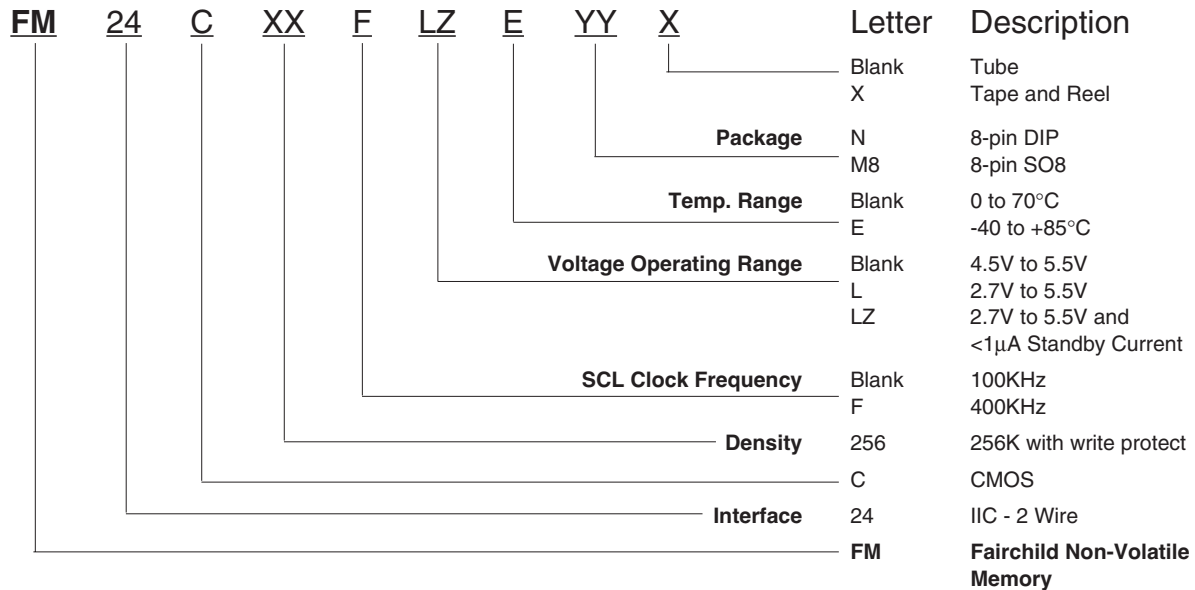 FM 24 C XX F LZ E YY X Letter Description
Blank Tube
X Tape and Reel
Package N 8-pin DIP
M8 8-pin SO8
Temp. Range Blank 0 to 70°C
E -40 to +85°C
Voltage Operating Range Blank 4.5V to 5.5V
L 2.7V to 5.5V
LZ 2.7V to 5.5V and
<1µA Standby Current
SCL Clock Frequency Blank 100KHz
F 400KHz
Density 256 256K with write protect
C CMOS
Interface 24 IIC - 2 Wire
FM Fairchild Non-Volatile
Memory